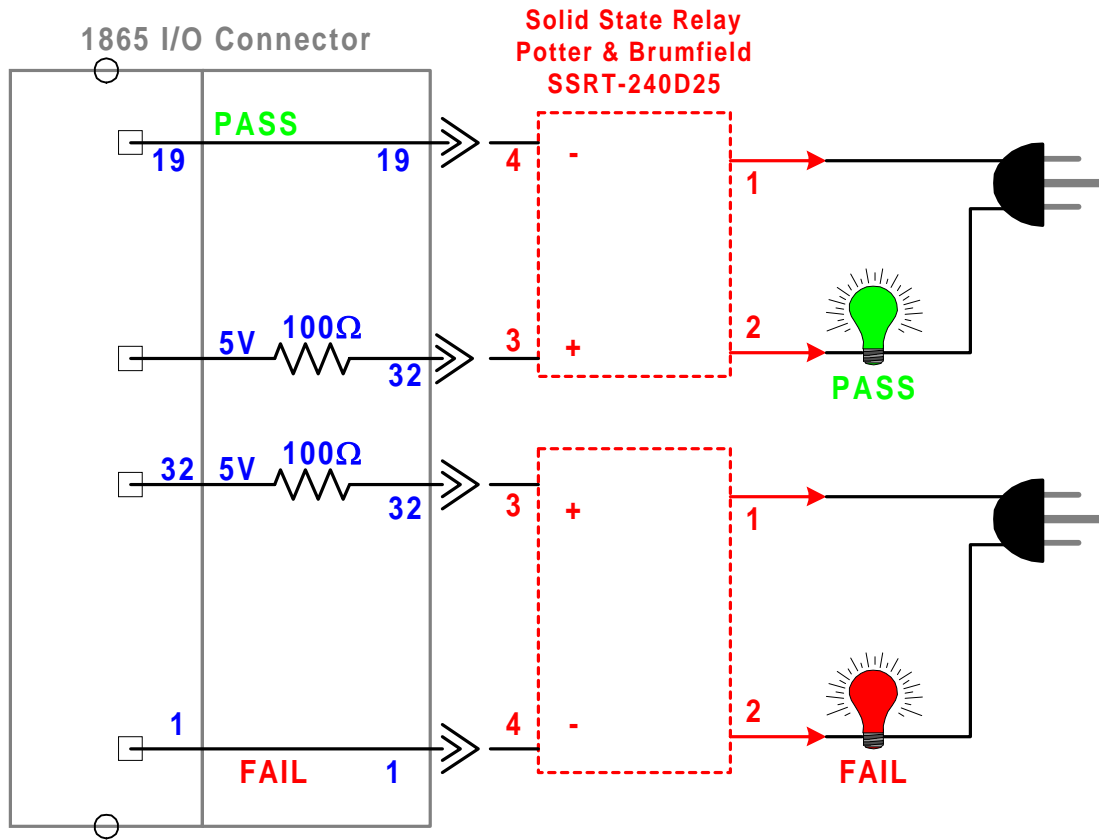 1865 I/O Connector
Solid State Relay
Potter & Brumfield
SSRT-240D25
PASS
19
19
4
-
1
5V
100Ω
32
3
+
2
PASS
32
5V
100Ω
32
3
+
1
1
FAIL
1
4
-
2
FAIL